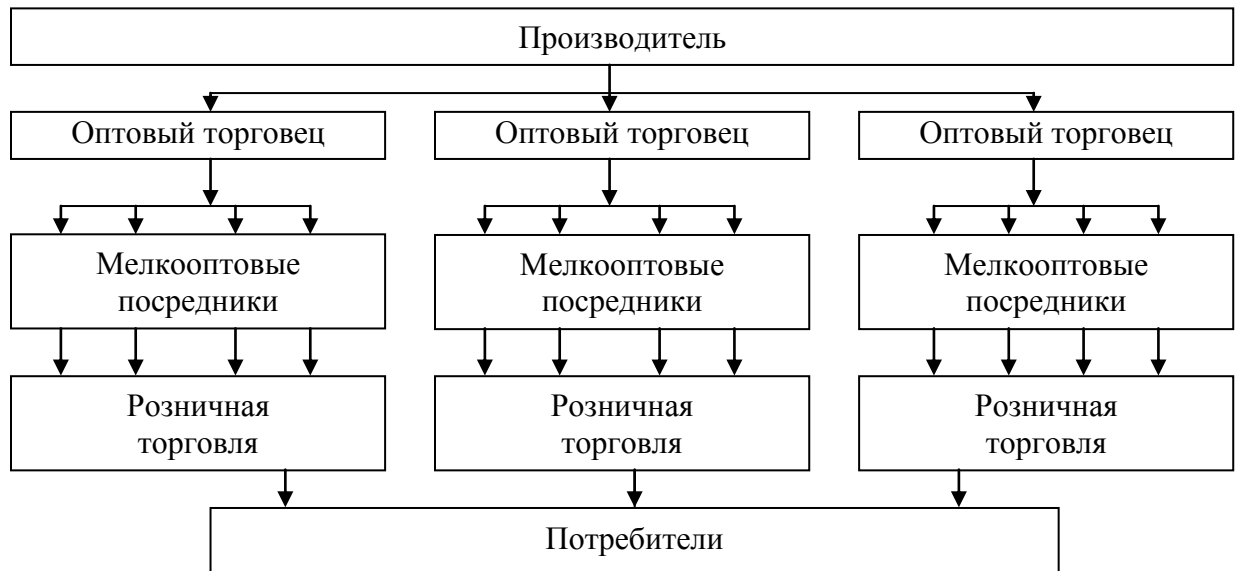 Производитель
Оптовый торговец
Оптовый торговец
Оптовый торговец
Мелкооптовые
посредники
Мелкооптовые
посредники
Мелкооптовые
посредники
Розничная
торговля
Розничная
торговля
Розничная
торговля
Потребители